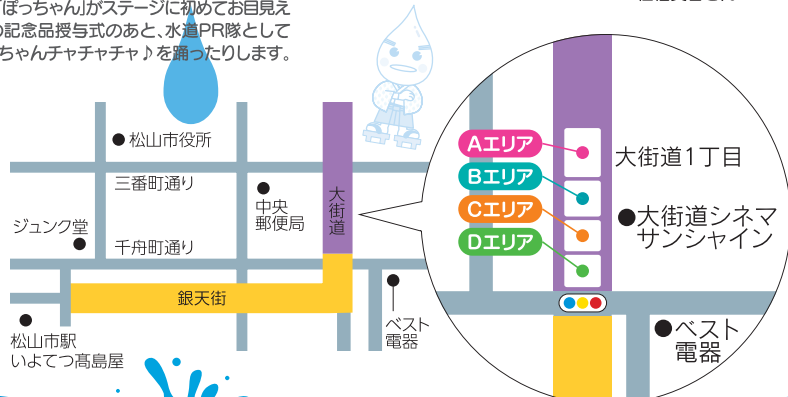 「ぽっちゃん」がステージに初めてお目見え
の記念品授与式のあと、水道PR隊として
ちゃんチャチャチャ♪を踊ったりします。
松山市役所
三番町通り
中央
郵便局
大街道
ジュンク堂
千舟町通り
銀天街
松山市駅
いよてつ髙島屋
ベスト
電器
Aエリア
Bエリア
Cエリア
Dエリア
大街道1丁目
大街道シネマ
サンシャイン
ベスト
電器